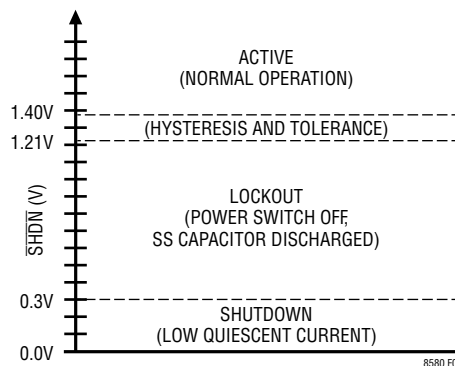 ACTIVE
(NORMAL OPERATION)
1.40V
(HYSTERESIS AND TOLERANCE)
1.21V
SHDN (V)
LOCKOUT
(POWER SWITCH OFF,
SS CAPACITOR DISCHARGED)
0.3V
SHUTDOWN
(LOW QUIESCENT CURRENT)
0.0V